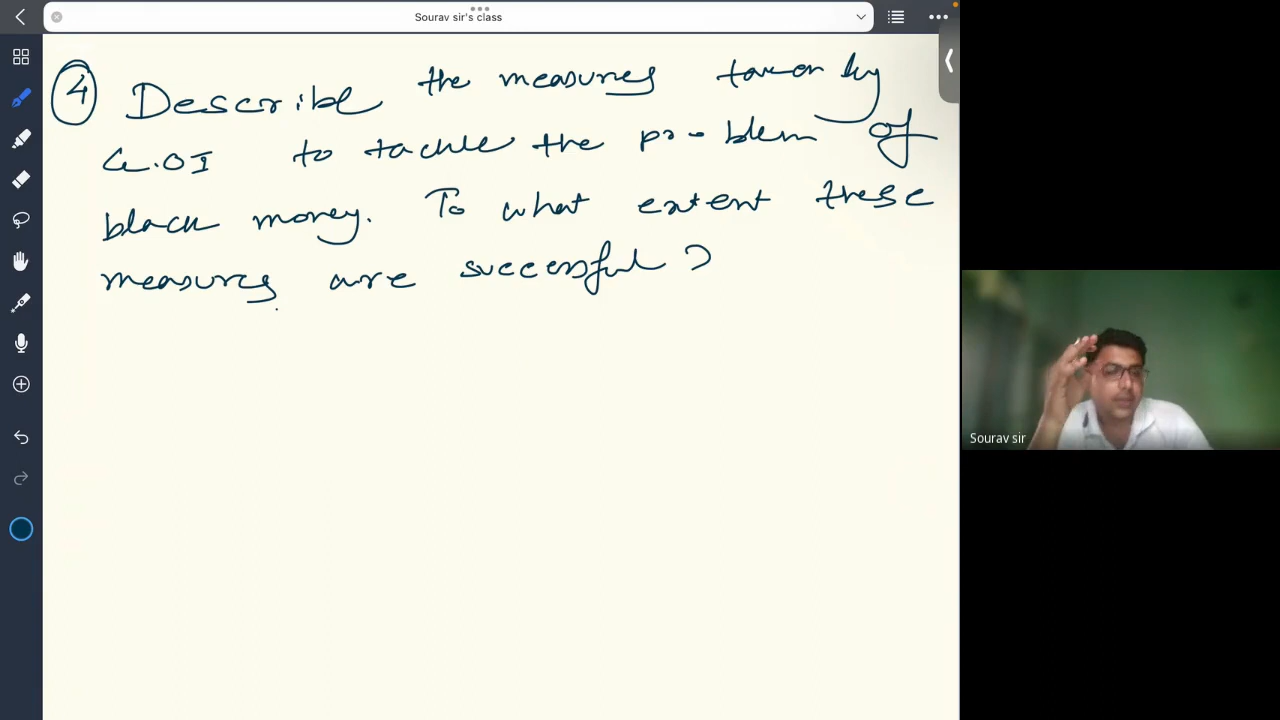 Sourav sir's class
4 Describe the measures taken by
G.OI to tackle the problem of
black money. To what extent these
measures are successful?
Sourav sir